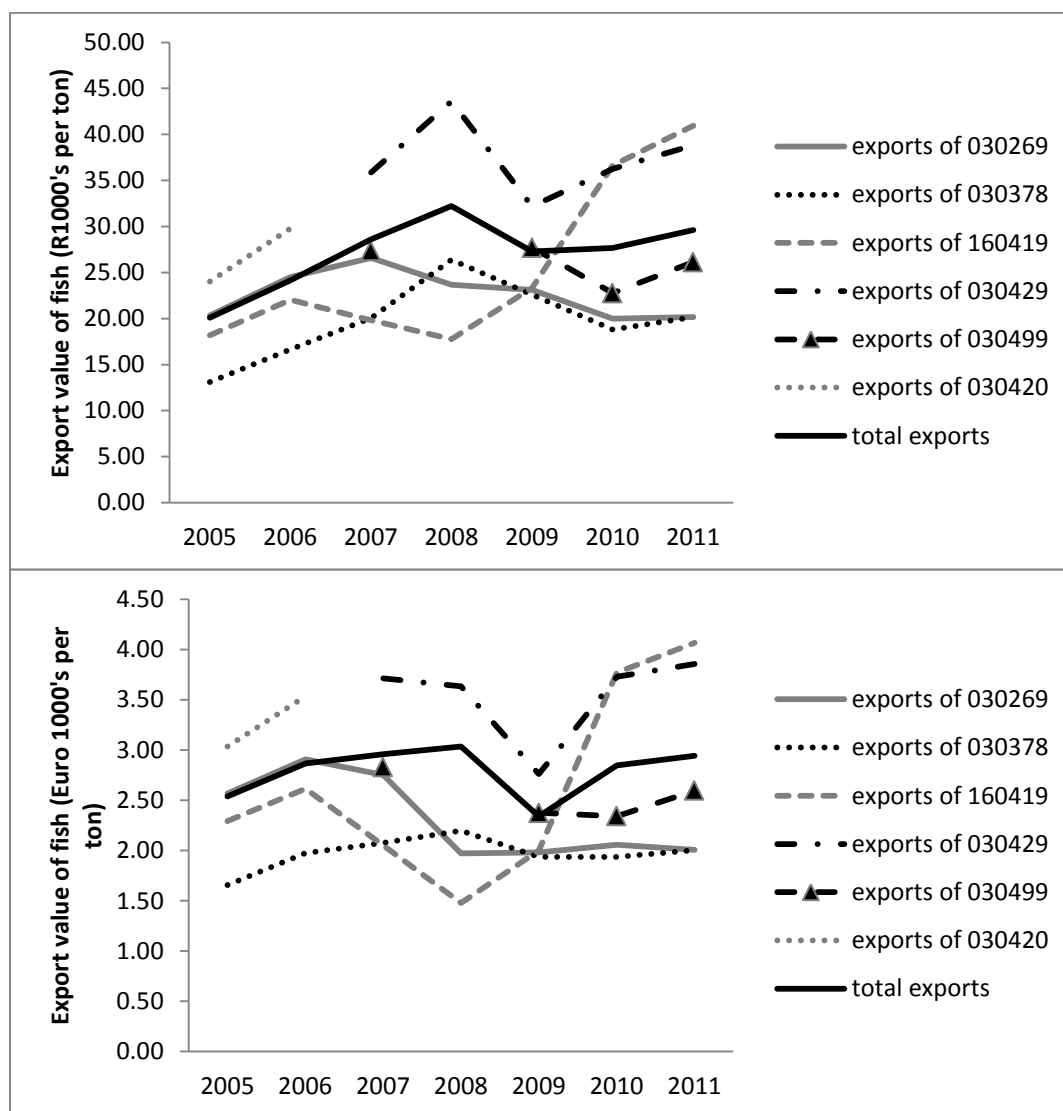 Export value of fish (R1000's per ton)
50.00
45.00
40.00
35.00
30.00
25.00
20.00
15.00
10.00
5.00
0.00
2005 2006 2007 2008 2009 2010 2011
exports of 030269
exports of 030378
exports of 160419
exports of 030429
exports of 030499
exports of 030420
total exports
Export value of fish (Euro 1000's per
ton)
4.50
4.00
3.50
3.00
2.50
2.00
1.50
1.00
0.50
0.00
2005 2006 2007 2008 2009 2010 2011
exports of 030269
exports of 030378
exports of 160419
exports of 030429
exports of 030499
exports of 030420
total exports